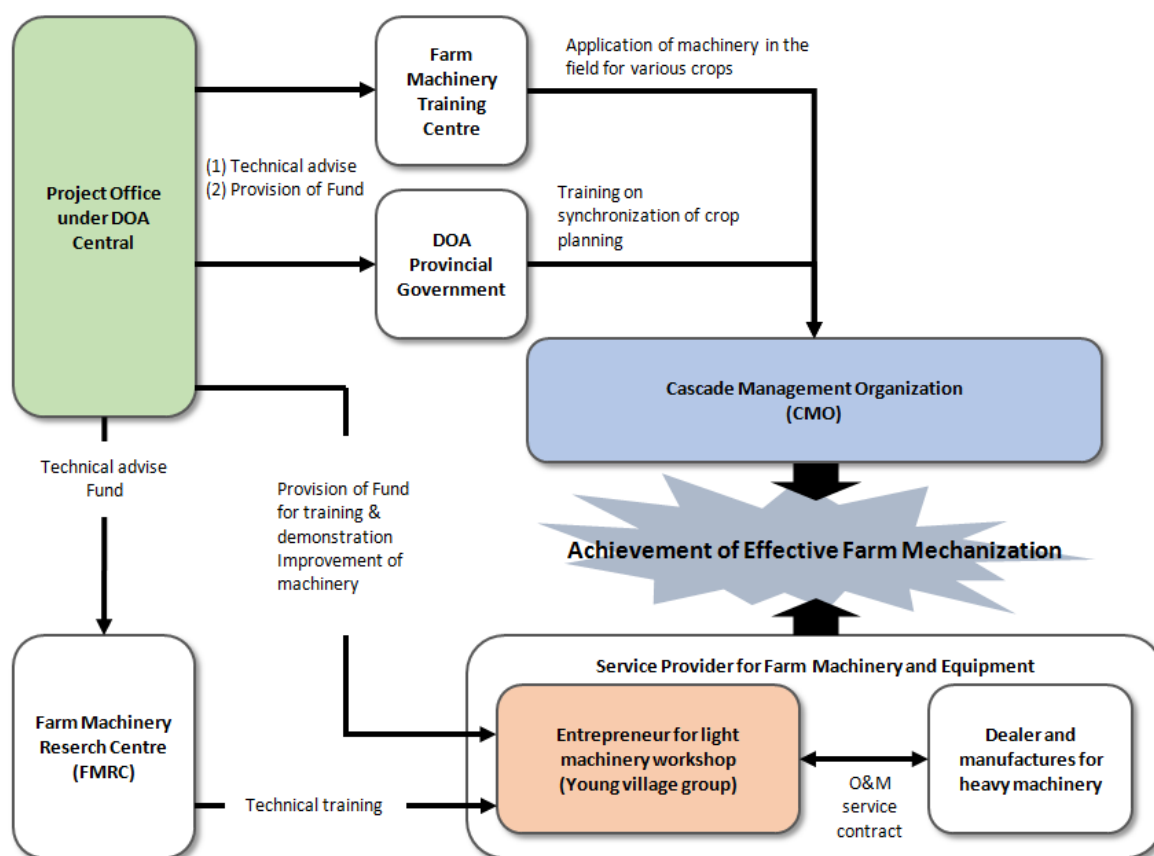 Project Office
under DOA
Central
Farm
Machinery
Training
Centre
Application of machinery in the
field for various crops
(1) Technical advise
(2) Provision of Fund
DOA
Provincial
Government
Training on
synchronization of crop
planning
Cascade Management Organization
(CMO)
Technical advise
Fund
Provision of Fund
for training &
demonstration
Improvement of
machinery
Achievement of Effective Farm Mechanization
Farm Machinery
Reserch Centre
(FMRC)
Technical training
Service Provider for Farm Machinery and Equipment
Entrepreneur for light
machinery workshop
(Young village group)
O&M
service
contract
Dealer and
manufactures for
heavy machinery